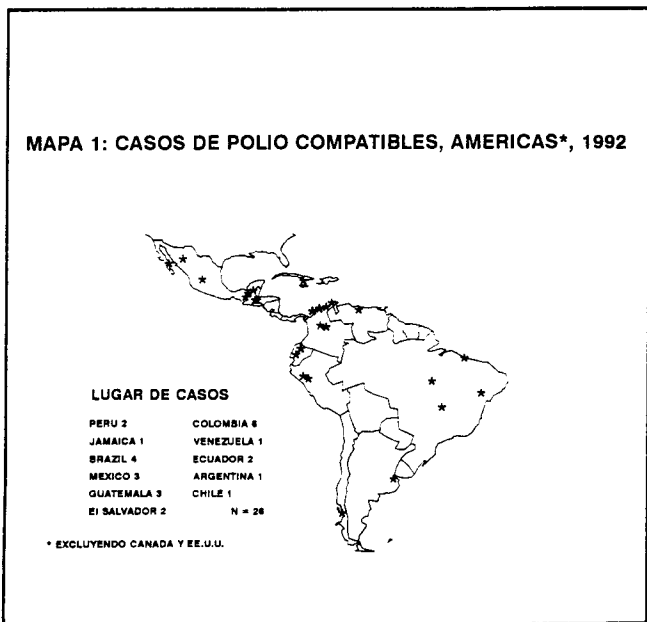 MAPA 1: CASOS DE POLIO COMPATIBLES, AMERICAS*, 1992
LUGAR DE CASOS
PERU 2 COLOMBIA 6
JAMAICA 1 VENEZUELA 1
BRAZIL 4 ECUADOR 2
MEXICO 3 ARGENTINA 1
GUATEMALA 3 CHILE 1
El SALVADOR 2 N = 26
* EXCLUYENDO CANADA Y EE.U.U.